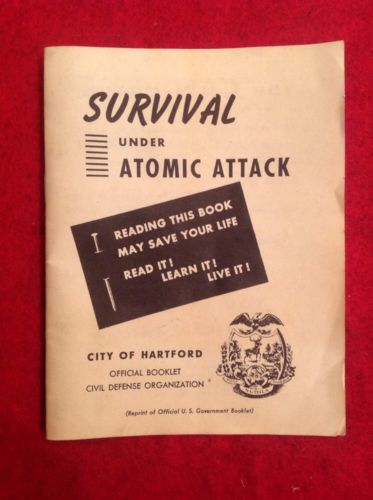 SURVIVAL
UNDER
ATOMIC ATTACK
READING THIS BOOK
MAY SAVE YOUR LIFE
READ IT!
LEARN IT!
LIVE IT!
CITY OF HARTFORD
OFFICIAL BOOKLET
CIVIL DEFENSE ORGANIZATION
(Reprint of Official U. S. Government Booklet)